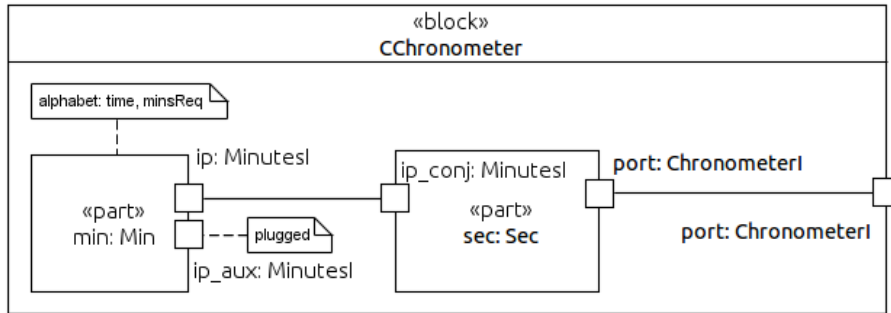 «block»
CChronometer
alphabet: time, minsReq
ip: MinutesI
ip_conj: MinutesI
port: ChronometerI
«part»
min: Min
plugged
«part»
sec: Sec
port: ChronometerI
ip_aux: MinutesI